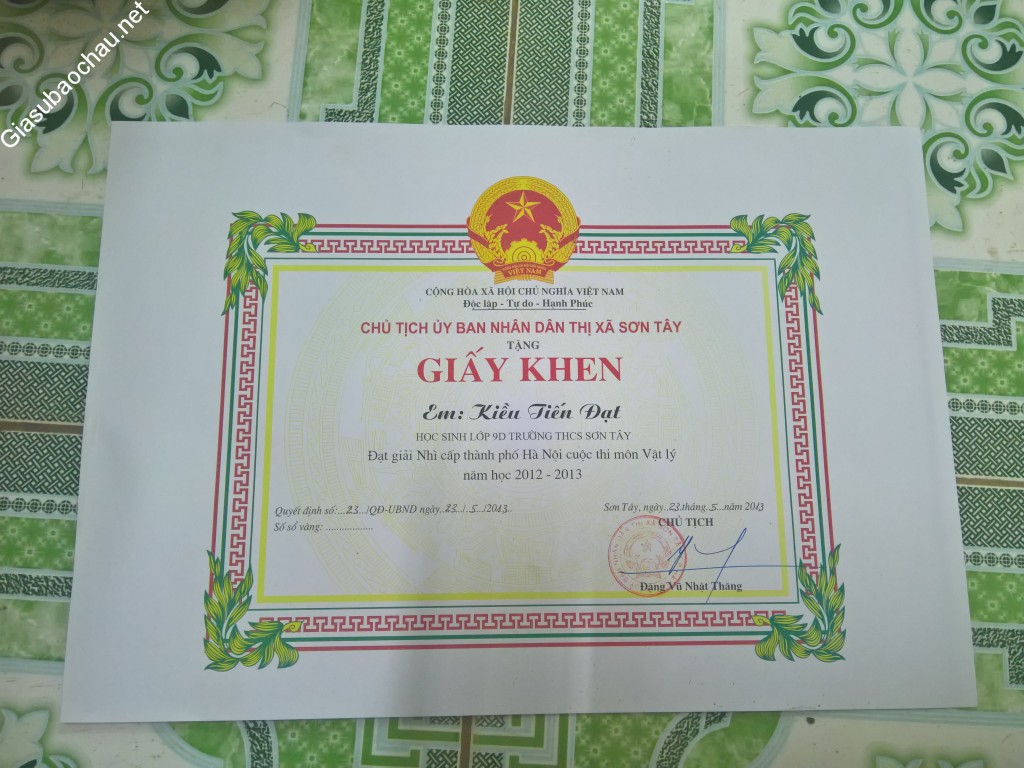 Giasubaochau.net
VIỆT NAM
CỘNG HÒA XÃ HỘI CHỦ NGHĨA VIỆT NAM
Độc lập - Tự do - Hạnh Phúc
CHỦ TỊCH ỦY BAN NHÂN DÂN THỊ XÃ SƠN TÂY
TẶNG
GIẤY KHEN
Em: Kiều Tiến Đạt
HỌC SINH LỚP 9D TRƯỜNG THCS SƠN TÂY
Đạt giải Nhì cấp thành phố Hà Nội cuộc thi môn Vật lý
năm học 2012 - 2013
Quyết định số:...23.../QĐ-UBND ngày..23../..5.../2013..
Số sổ vàng: ..................
Sơn Tây, ngày..23.tháng..5...năm 2013
CHỦ TỊCH
Đặng Vũ Nhật Thăng